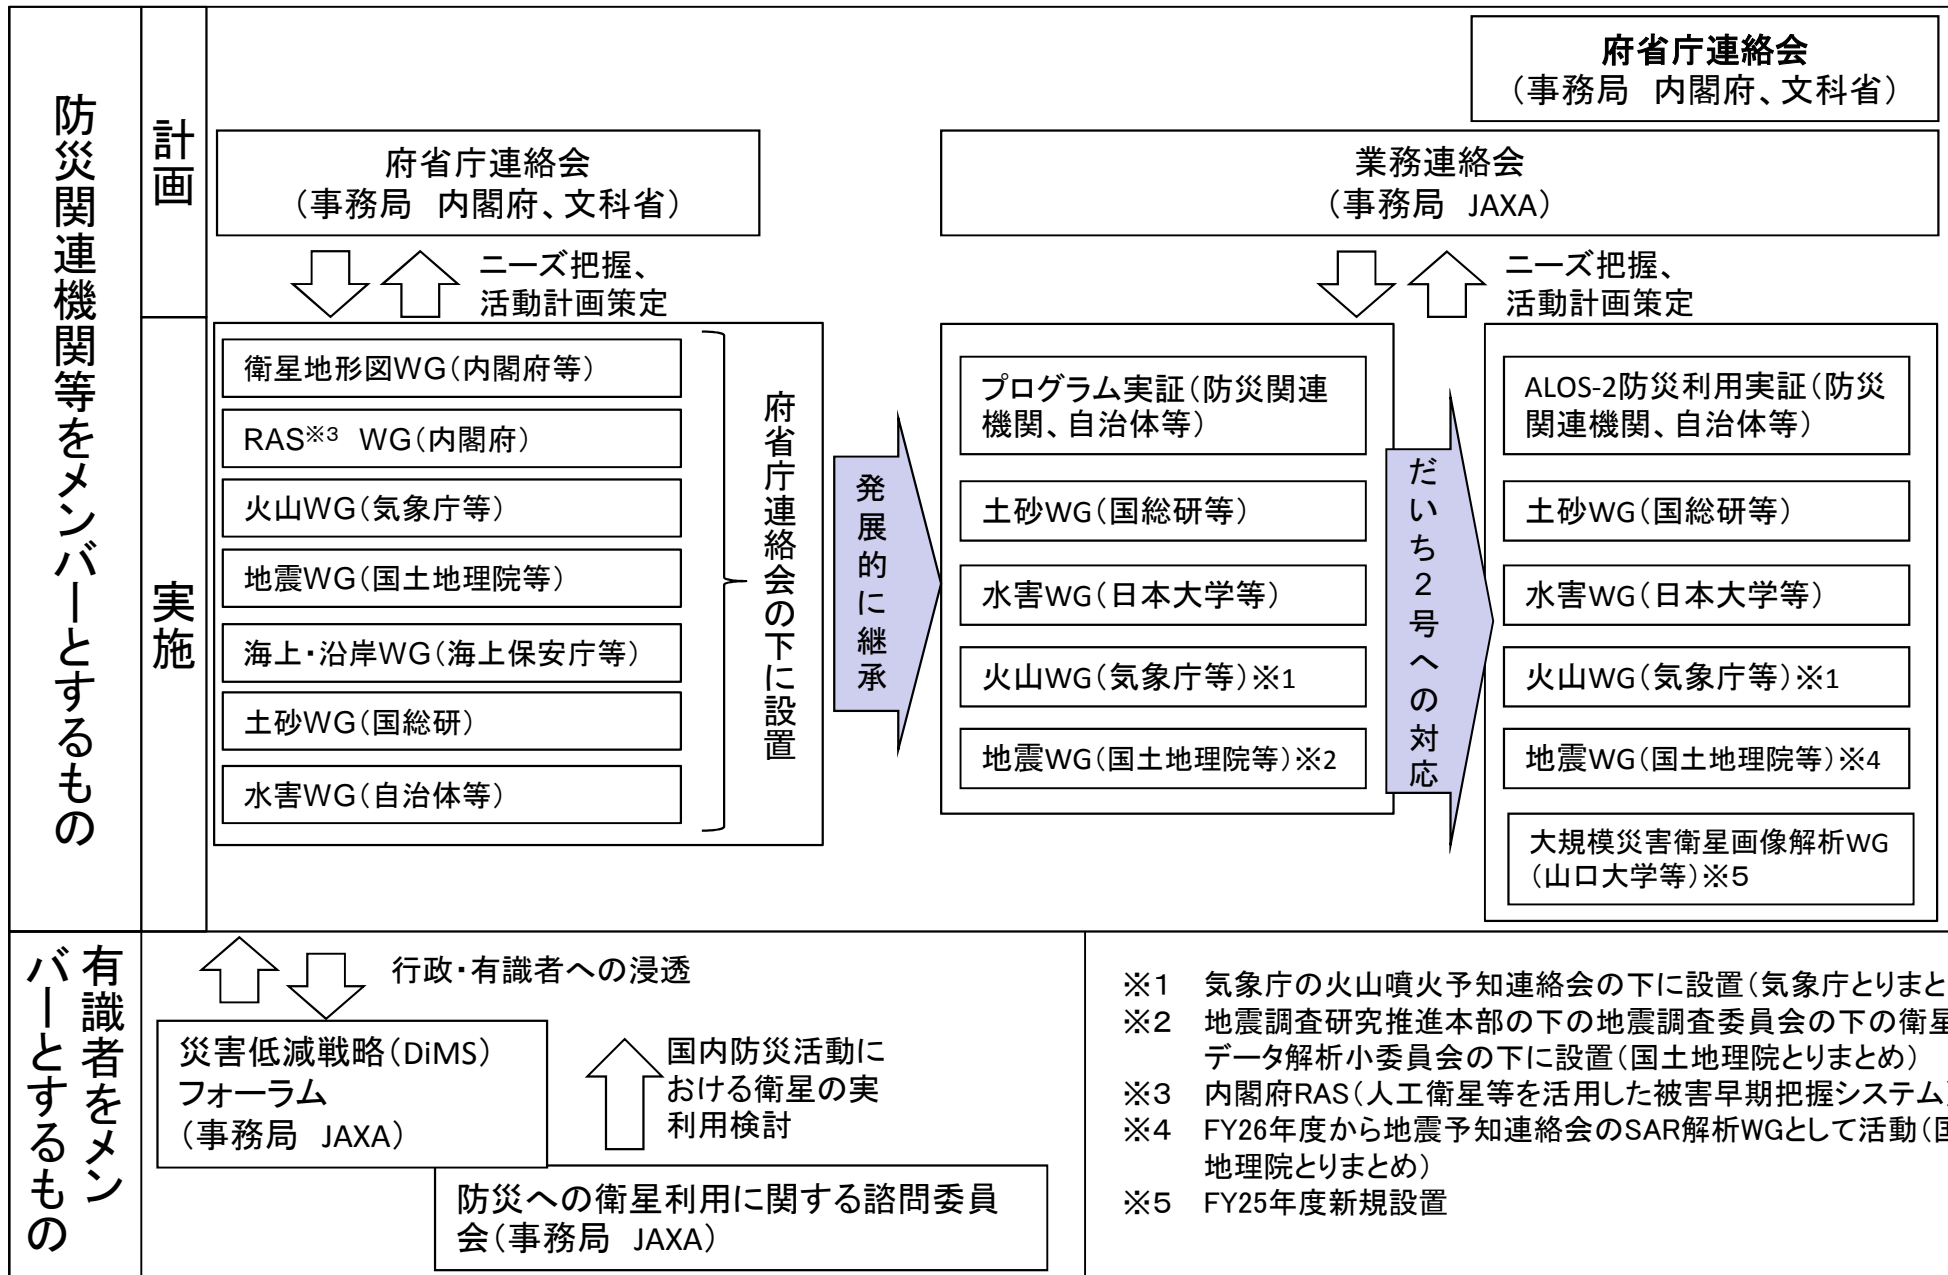 防災関連機関等をメンバーとするもの
計画
実施
府省庁連絡会
（事務局　内閣府、文科省）
府省庁連絡会
（事務局　内閣府、文科省）
業務連絡会
（事務局　JAXA）
ニーズ把握、
活動計画策定
ニーズ把握、
活動計画策定
衛星地形図WG（内閣府等）
RAS※3　WG（内閣府）
火山WG（気象庁等）
地震WG（国土地理院等）
海上・沿岸WG（海上保安庁等）
土砂WG（国総研）
水害WG（自治体等）
府省庁連絡会の下に設置
発展的に継承
プログラム実証（防災関連
機関、自治体等）
土砂WG（国総研等）
水害WG（日本大学等）
火山WG（気象庁等）※1
地震WG（国土地理院等）※2
だいち２号への対応
ALOS-2防災利用実証（防災
関連機関、自治体等）
土砂WG（国総研等）
水害WG（日本大学等）
火山WG（気象庁等）※1
地震WG（国土地理院等）※4
大規模災害衛星画像解析WG
（山口大学等）※５
有識者をメン
バーとするもの
行政・有識者への浸透
災害低減戦略（DiMS）
フォーラム
（事務局　JAXA）
国内防災活動に
おける衛星の実
利用検討
防災への衛星利用に関する諮問委員
会（事務局　JAXA）
※１　気象庁の火山噴火予知連絡会の下に設置（気象庁とりまと
※２　地震調査研究推進本部の下の地震調査委員会の下の衛星
データ解析小委員会の下に設置（国土地理院とりまとめ）
※３　内閣府RAS（人工衛星等を活用した被害早期把握システム）
※４　FY26年度から地震予知連絡会のSAR解析WGとして活動（国
地理院とりまとめ）
※５　FY25年度新規設置